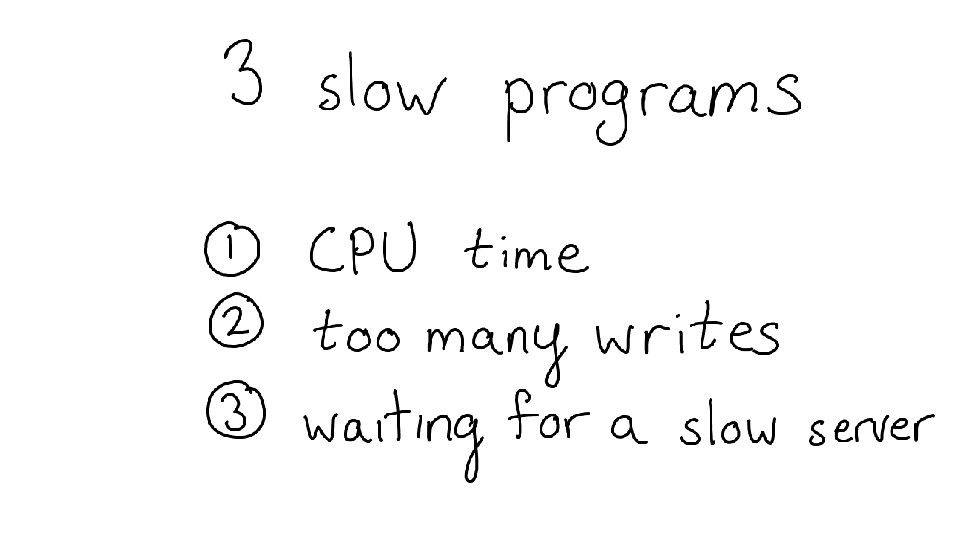 3 slow programs
① CPU time
② too many writes
③ waiting for a slow server